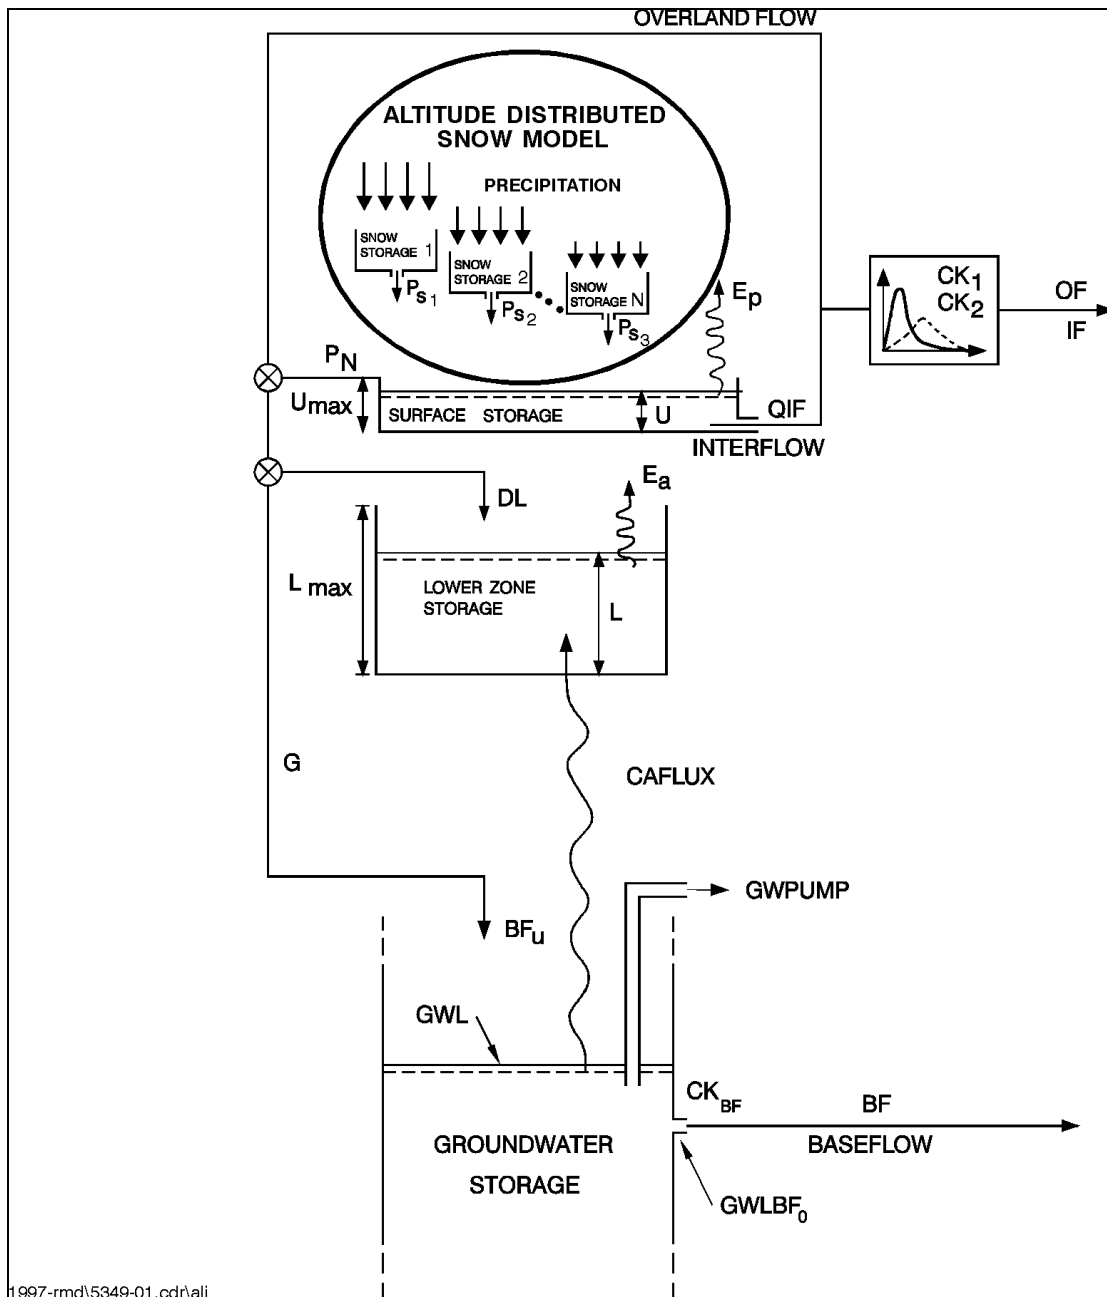 OVERLAND FLOW
ALTITUDE DISTRIBUTED
SNOW MODEL
PRECIPITATION
SNOW
STORAGE 1
SNOW
STORAGE 2
SNOW
STORAGE N
Ps1
Ps2
Ps3
Ep
CK1
CK2
OF
IF
PN
Umax
SURFACE STORAGE
U
QIF
INTERFLOW
DL
Ea
L max
LOWER ZONE
STORAGE
L
G
CAFLUX
GWPUMP
BFu
GWL
CKBF
BF
BASEFLOW
GROUNDWATER
STORAGE
GWLBF0
1997-rmd\5349-01.cdr\ali